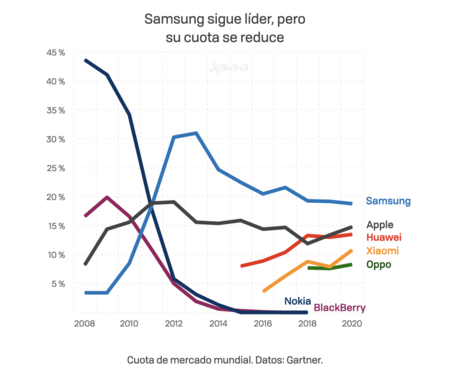 Samsung sigue líder, pero
su cuota se reduce
45 %
40 %
35 %
30 %
25 %
20 %
15 %
10 %
5 %
Samsung
Apple
Huawei
Xiaomi
Oppo
Nokia
BlackBerry
2008
2010
2012
2014
2016
2018
2020
Cuota de mercado mundial. Datos: Gartner.